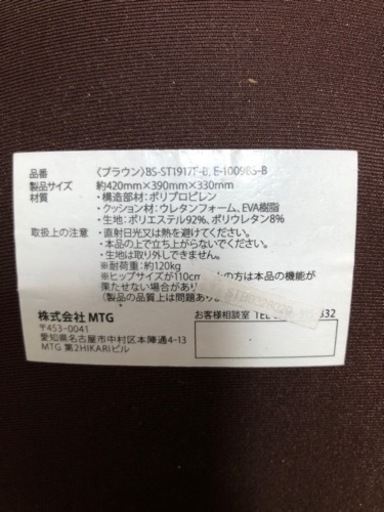 品番 〈ブラウン〉BS-ST1917F-B, E-1009BS-B
製品サイズ 約420mm×390mm×330mm
材質 ・構造部材: ポリプロピレン
・クッション材: ウレタンフォーム, EVA樹脂
・生地: ポリエステル92%, ポリウレタン8%
取扱上の注意 ・直射日光又は熱を避けてください。
・本品の上で立ち上がらないでください。
・生地は取り外しできません。
※耐荷重: 約120kg
※ヒップサイズが110cm 方は本品の機能が
果たせない場合が
(製品の品質上は問題あり
株式会社 MTG
〒453-0041
愛知県名古屋市中村区本陣通4-13
MTG 第2HIKARIビル
お客様相談室 TEL 332